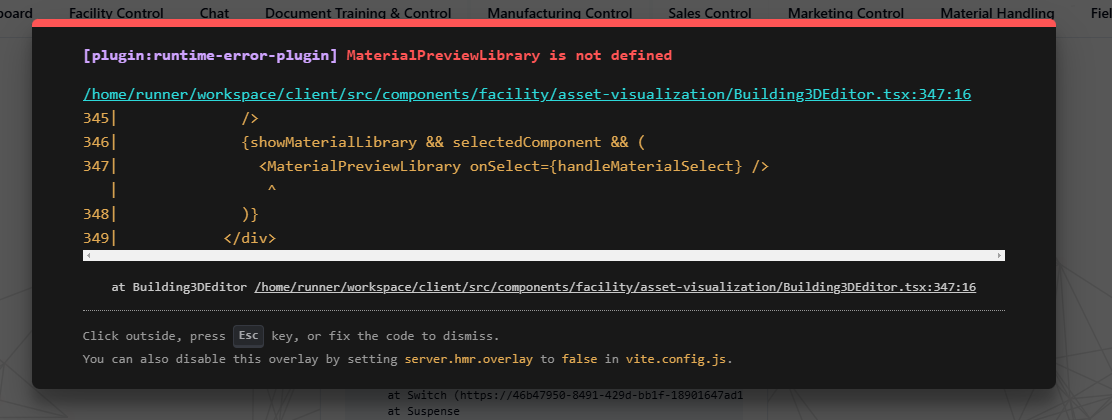 board Facility Control Chat Document Training & Control Manufacturing Control Sales Control Marketing Control Material Handling Fiel
[plugin:runtime-error-plugin] MaterialPreviewLibrary is not defined
/home/runner/workspace/client/src/components/facility/asset-visualization/Building3DEditor.tsx:347:16
345| />
346| {showMaterialLibrary && selectedComponent && (
347| <MaterialPreviewLibrary onSelect={handleMaterialSelect} />
| ^
348| )}
349| </div>
at Building3DEditor /home/runner/workspace/client/src/components/facility/asset-visualization/Building3DEditor.tsx:347:16
Click outside, press Esc key, or fix the code to dismiss.
You can also disable this overlay by setting server.hmr.overlay to false in vite.config.js.
at Switch (https://46b47950-8491-429d-bb1f-18901647ad1
at Suspense